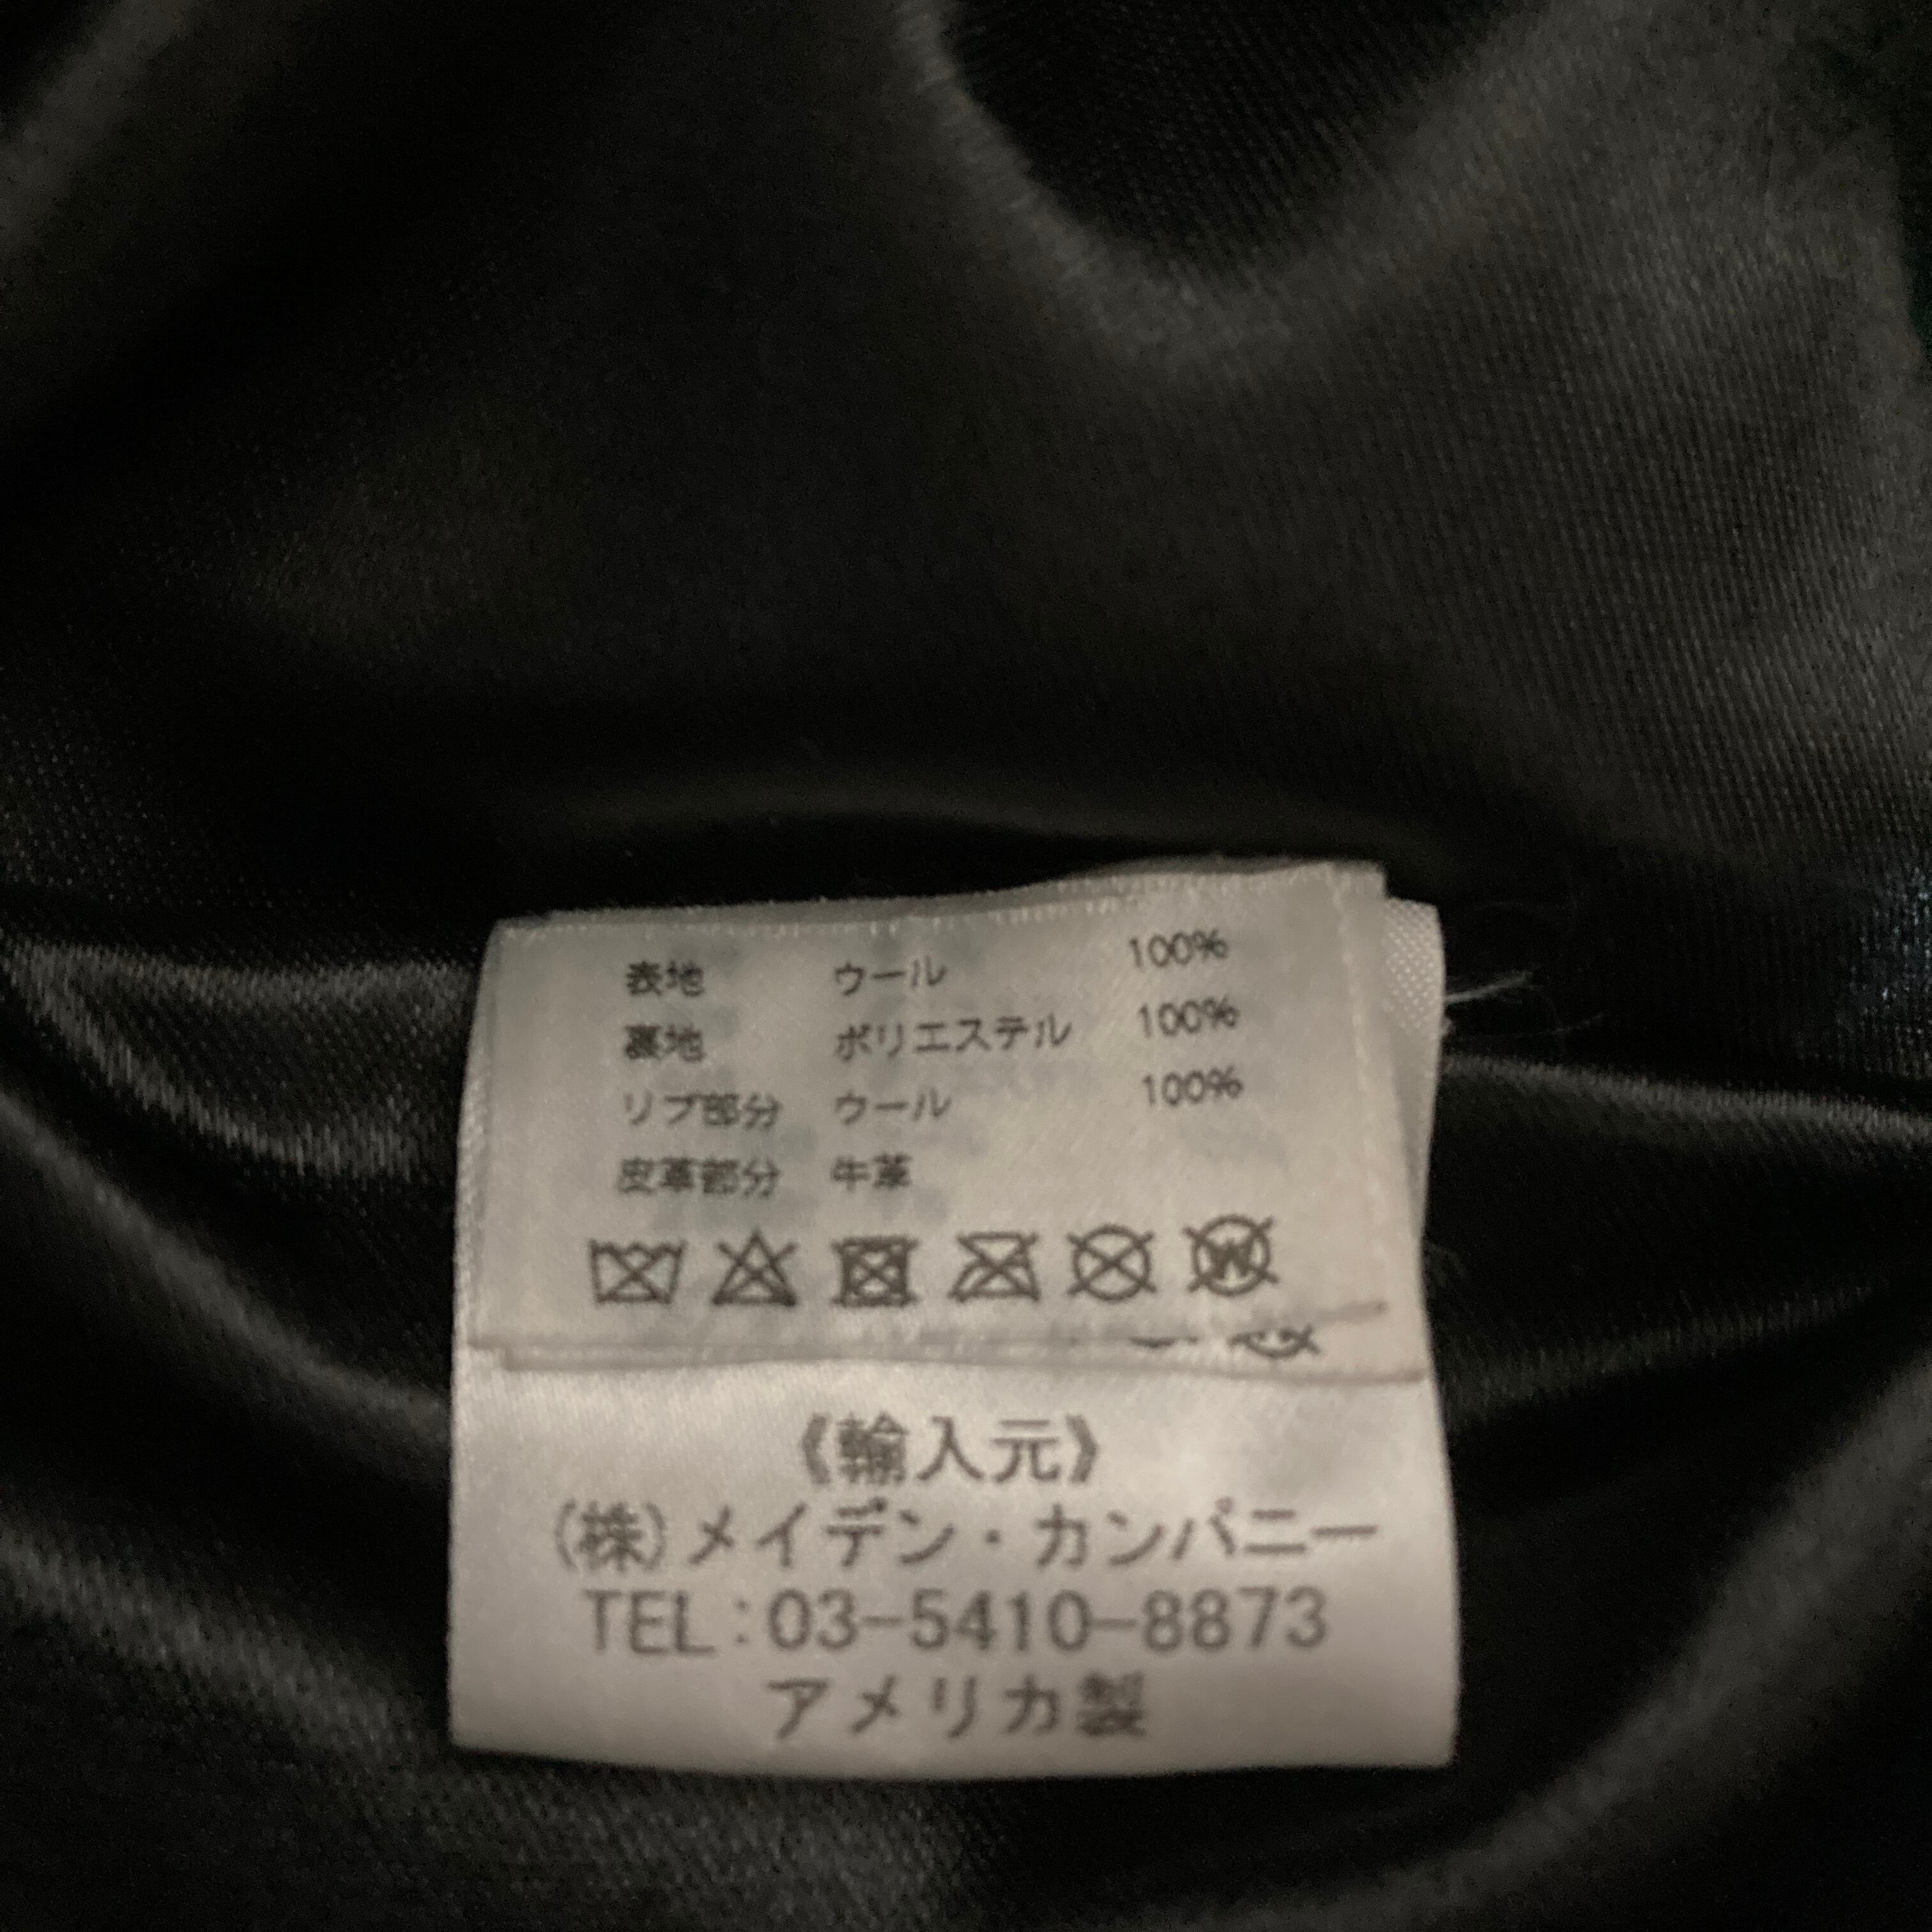 表地 ウール 100%
裏地 ポリエステル 100%
リブ部分 ウール 100%
皮革部分 牛革
《輸入元》
(株)メイデン・カンパニー
TEL:03-5410-8873
アメリカ製